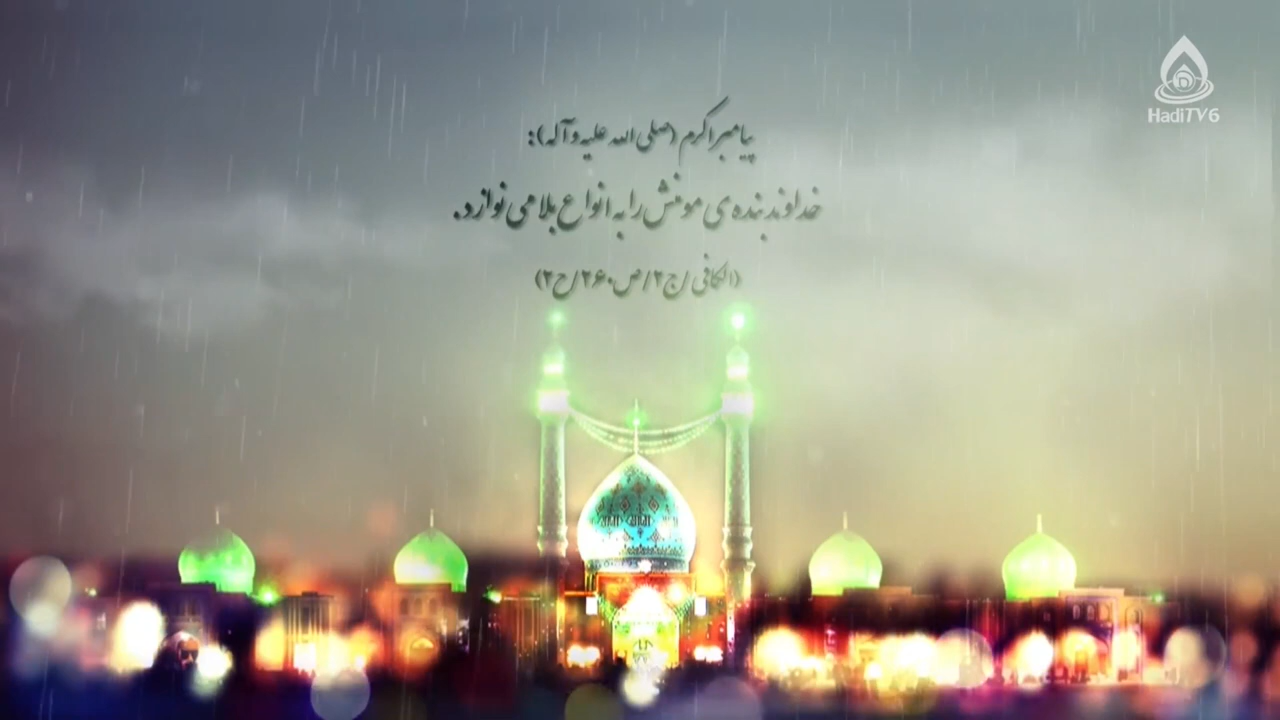 HadiTV6
پیامبر اکرم (صلی الله علیه و آله):
خداوند بنده‌ی مومنش را به انواع بلا می نوازد.
(الکافی /ج۲/ص۲۶۰/ح۲)